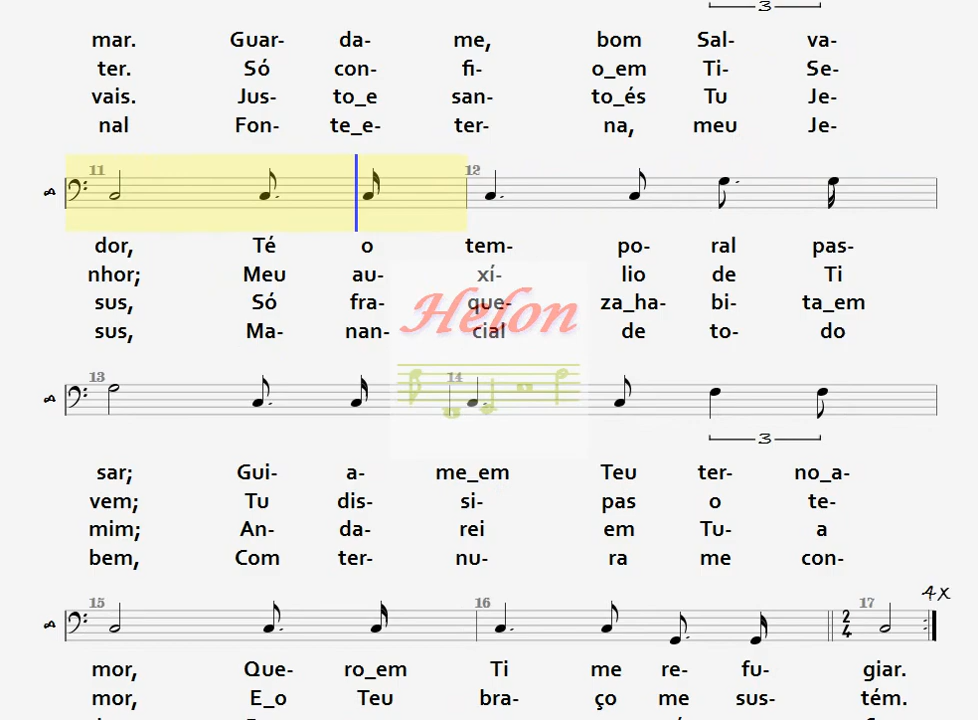 3
mar. Guar- da- me, bom Sal- va-
ter. Só con- fi- o_em Ti- Se-
vais. Jus- to_e san- to_és Tu Je-
nal Fon- te_e- ter- na, meu Je-
11 12
A
dor, Té o tem- po- ral pas-
nhor; Meu au- xí- lio de Ti
sus, Só fra- que- za_ha- bi- ta_em
sus, Ma- nan- cial de to- do
Helon
13 14
A
3
sar; Gui- a- me_em Teu ter- no_a-
vem; Tu dis- si- pas o te-
mim; An- da- rei em Tu- a
bem, Com ter- nu- ra me con-
15 16 17 4x
A 2 4
mor, Que- ro_em Ti me re- fu- giar.
mor, E_o Teu bra- ço me sus- tém.